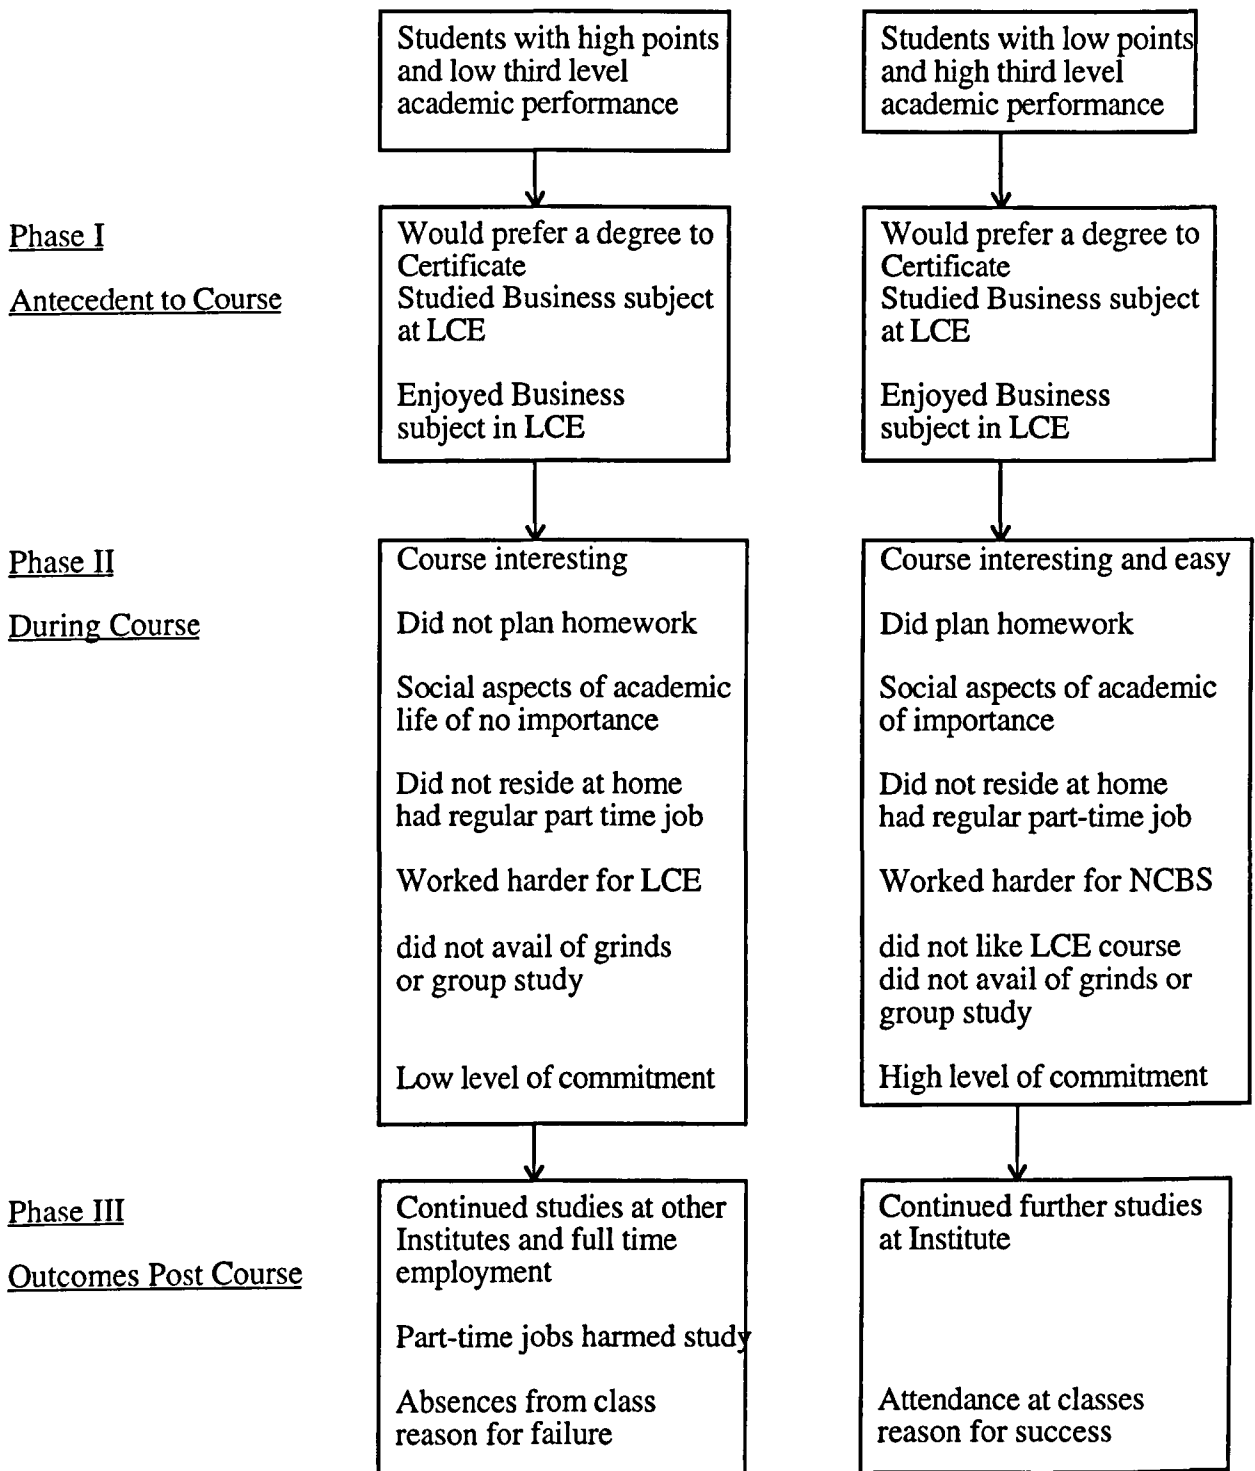 Students with high points
and low third level
academic performance
Students with low points
and high third level
academic performance
Phase I
Antecedent to Course
Would prefer a degree to
Certificate
Studied Business subject
at LCE
Enjoyed Business
subject in LCE
Would prefer a degree to
Certificate
Studied Business subject
at LCE
Enjoyed Business
subject in LCE
Phase II
During Course
Course interesting
Did not plan homework
Social aspects of academic
life of no importance
Did not reside at home
had regular part time job
Worked harder for LCE
did not avail of grinds
or group study
Low level of commitment
Course interesting and easy
Did plan homework
Social aspects of academic
of importance
Did not reside at home
had regular part-time job
Worked harder for NCBS
did not like LCE course
did not avail of grinds or
group study
High level of commitment
Phase III
Outcomes Post Course
Continued studies at other
Institutes and full time
employment
Part-time jobs harmed study
Absences from class
reason for failure
Continued further studies
at Institute
Attendance at classes
reason for success